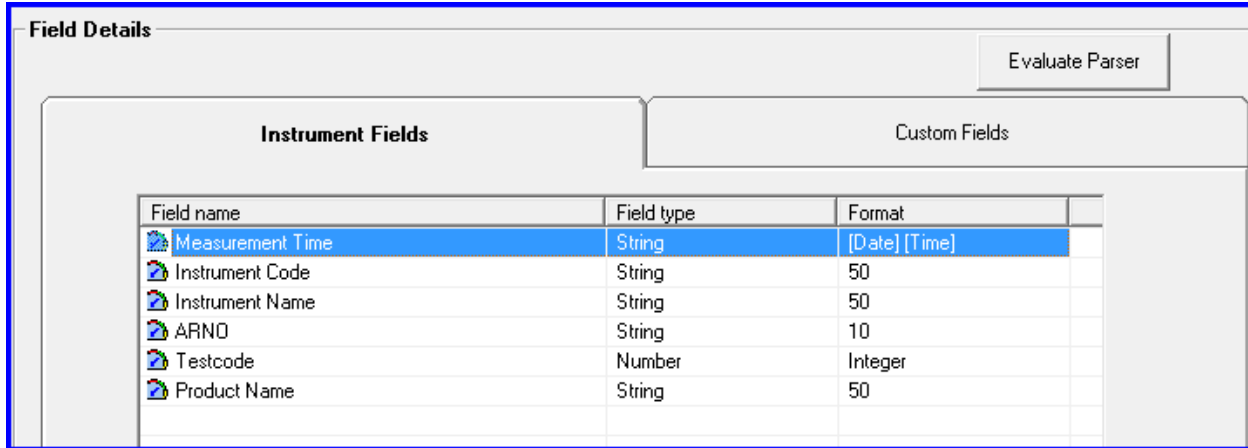 Field Details
Evaluate Parser
Instrument Fields Custom Fields
Field name Field type Format
Measurement Time String [Date] [Time]
Instrument Code String 50
Instrument Name String 50
ARNO String 10
Testcode Number Integer
Product Name String 50